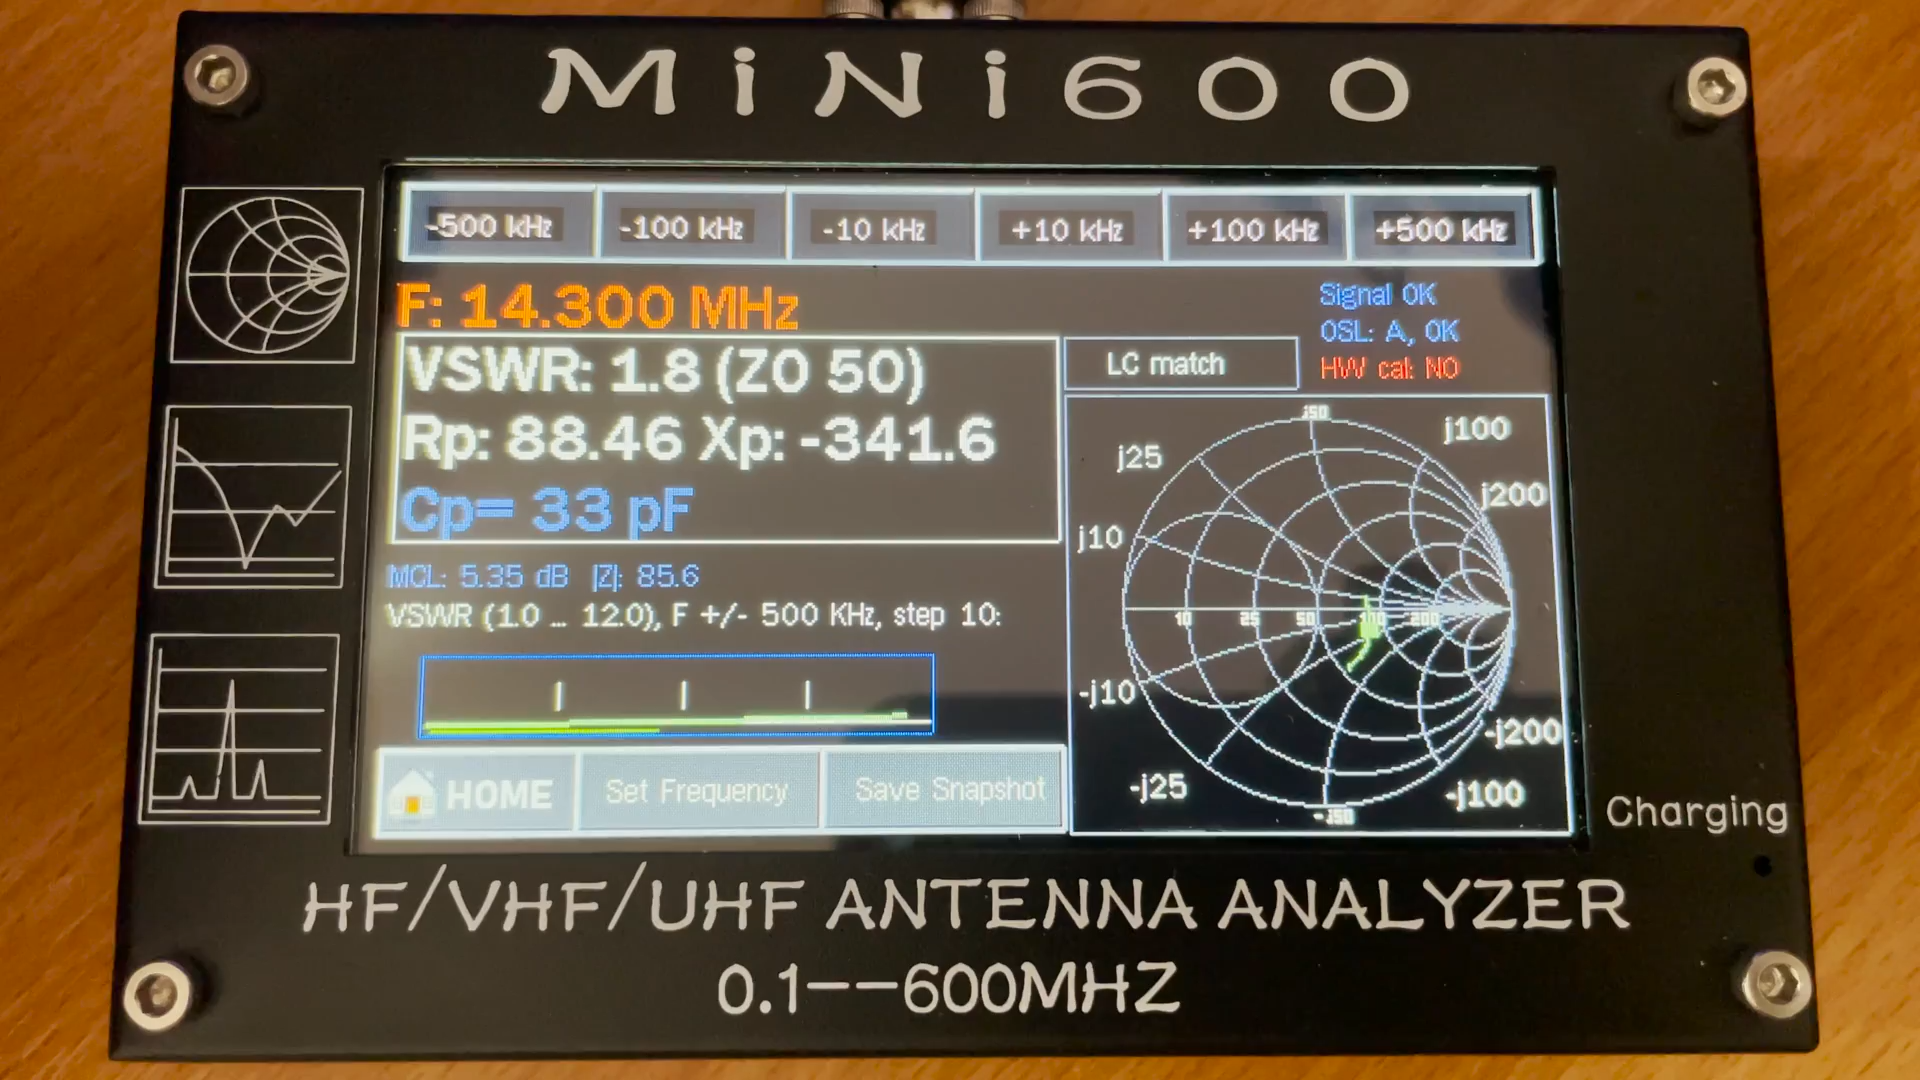 MiNi600
-500 kHz -100 kHz -10 kHz +10 kHz +100 kHz +500 kHz
F: 14.300 MHz
Signal OK
OSL: A, OK
HW cal: NO
VSWR: 1.8 (Z0 50)
Rp: 88.46 Xp: -341.6
Cp= 33 pF
LC match
MCL: 5.35 dB |Z|: 85.6
VSWR (1.0 ... 12.0), F +/- 500 KHz, step 10:
j50
j100
j25
j200
j10
10 25 50 100 200
-j10
-j200
-j25
-j100
-j50
HOME Set Frequency Save Snapshot
Charging
HF/VHF/UHF ANTENNA ANALYZER
0.1--600MHZ